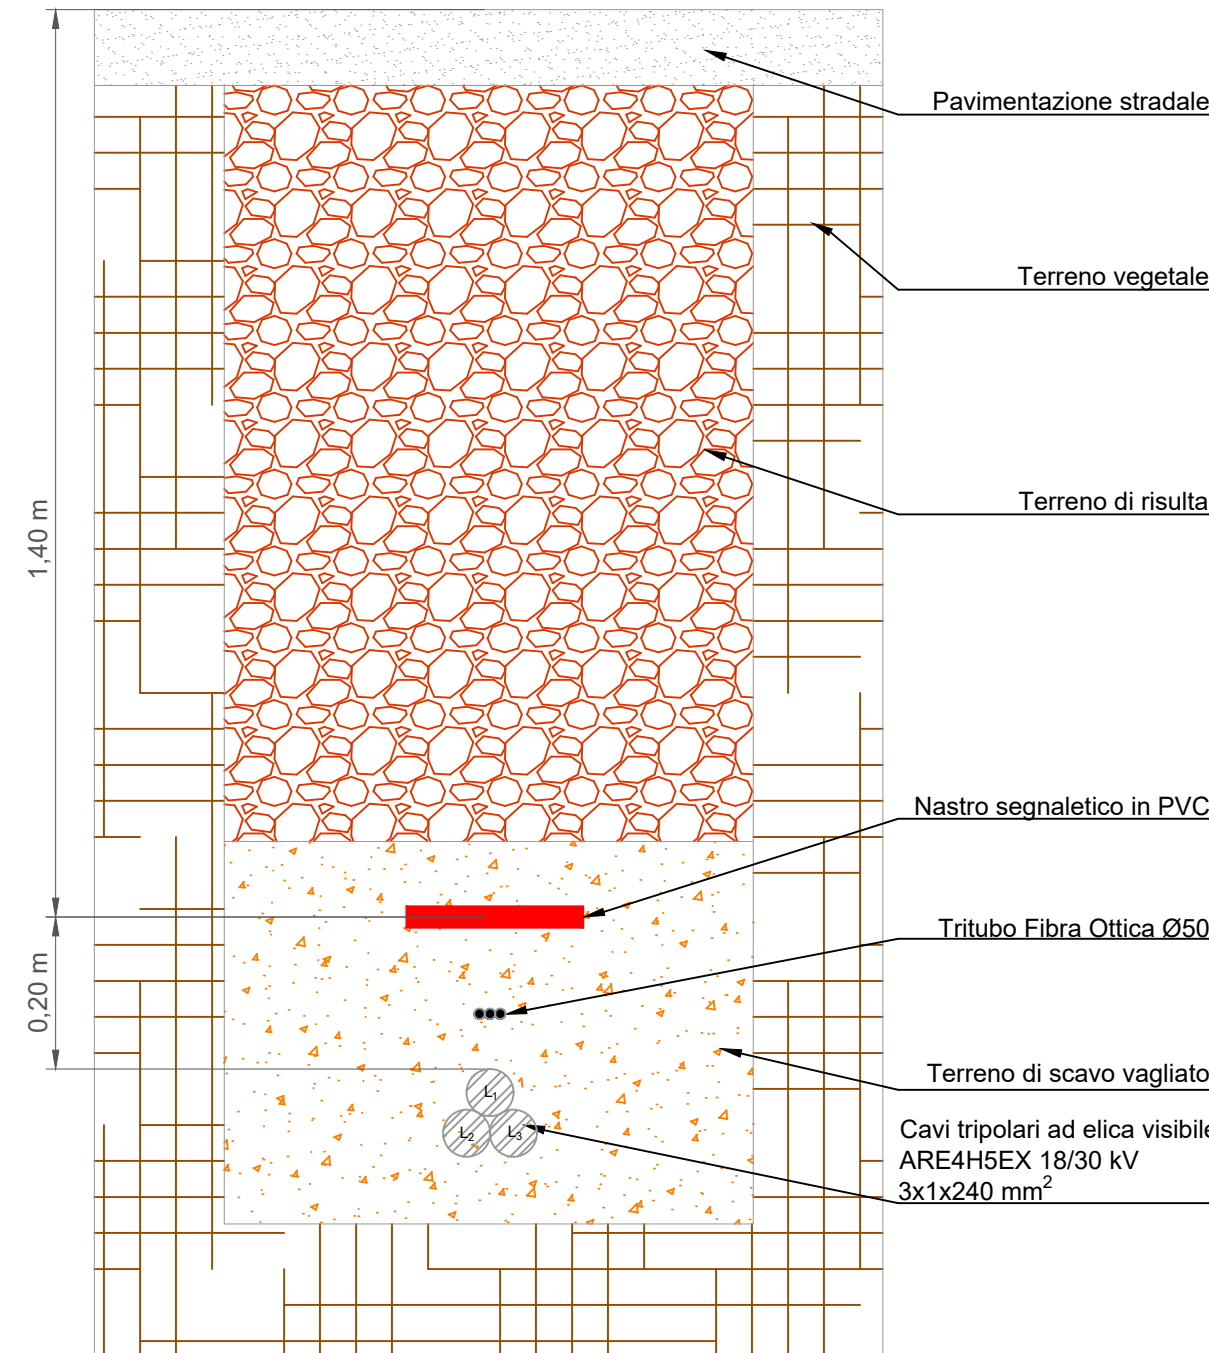 Pavimentazione stradale
Terreno vegetale
Terreno di risulta
1,40 m
Nastro segnaletico in PVC
Tritubo Fibra Ottica Ø50
0,20 m
Terreno di scavo vagliato
L1
L2
L3
Cavi tripolari ad elica visibile
ARE4H5EX 18/30 kV
3x1x240 mm²